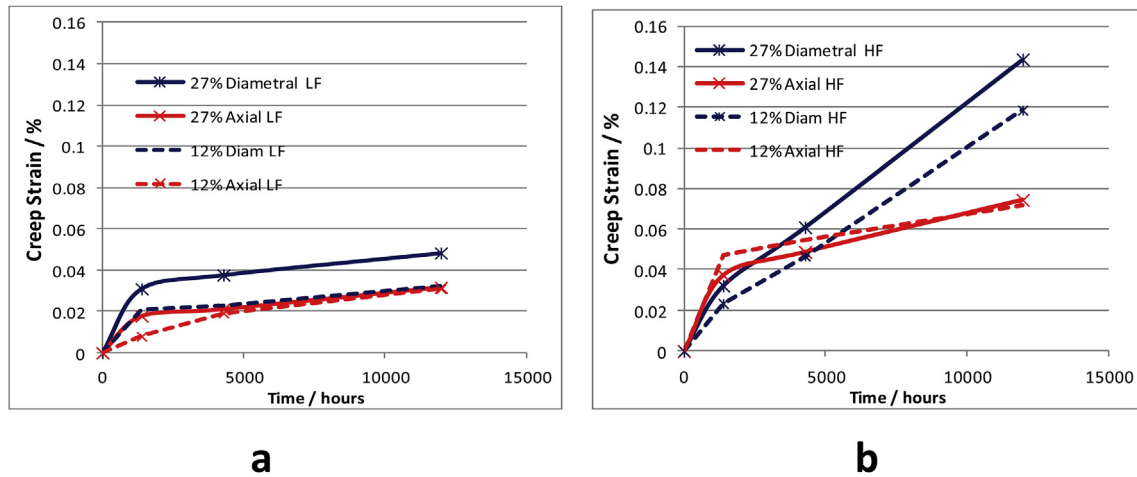 0.16
0.14
0.12
0.1
0.08
0.06
0.04
0.02
0
Creep Strain / %
27% Diametral LF
27% Axial LF
12% Diam LF
12% Axial LF
0 5000 10000 15000
Time / hours
a
0.16
0.14
0.12
0.1
0.08
0.06
0.04
0.02
0
Creep Strain / %
27% Diametral HF
27% Axial HF
12% Diam HF
12% Axial HF
0 5000 10000 15000
Time / hours
b